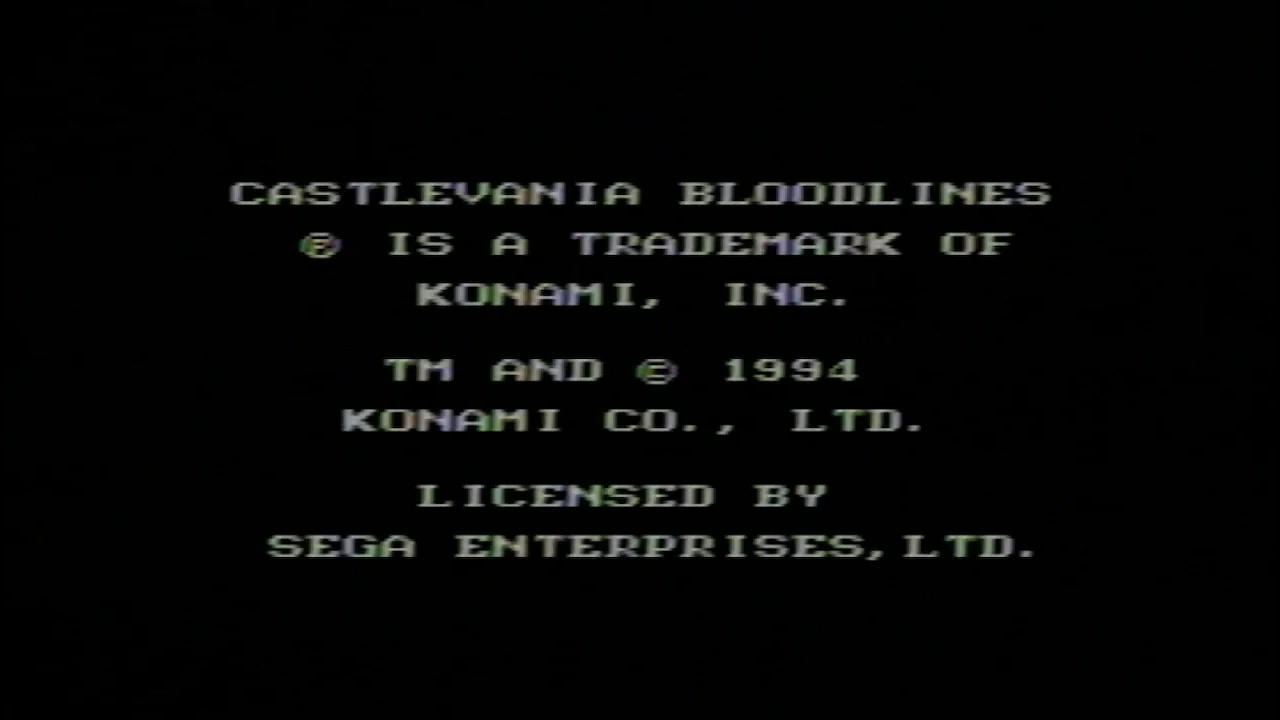 CASTLEVANIA BLOODLINES
® IS A TRADEMARK OF
KONAMI, INC.
TM AND © 1994
KONAMI CO., LTD.
LICENSED BY
SEGA ENTERPRISES,LTD.